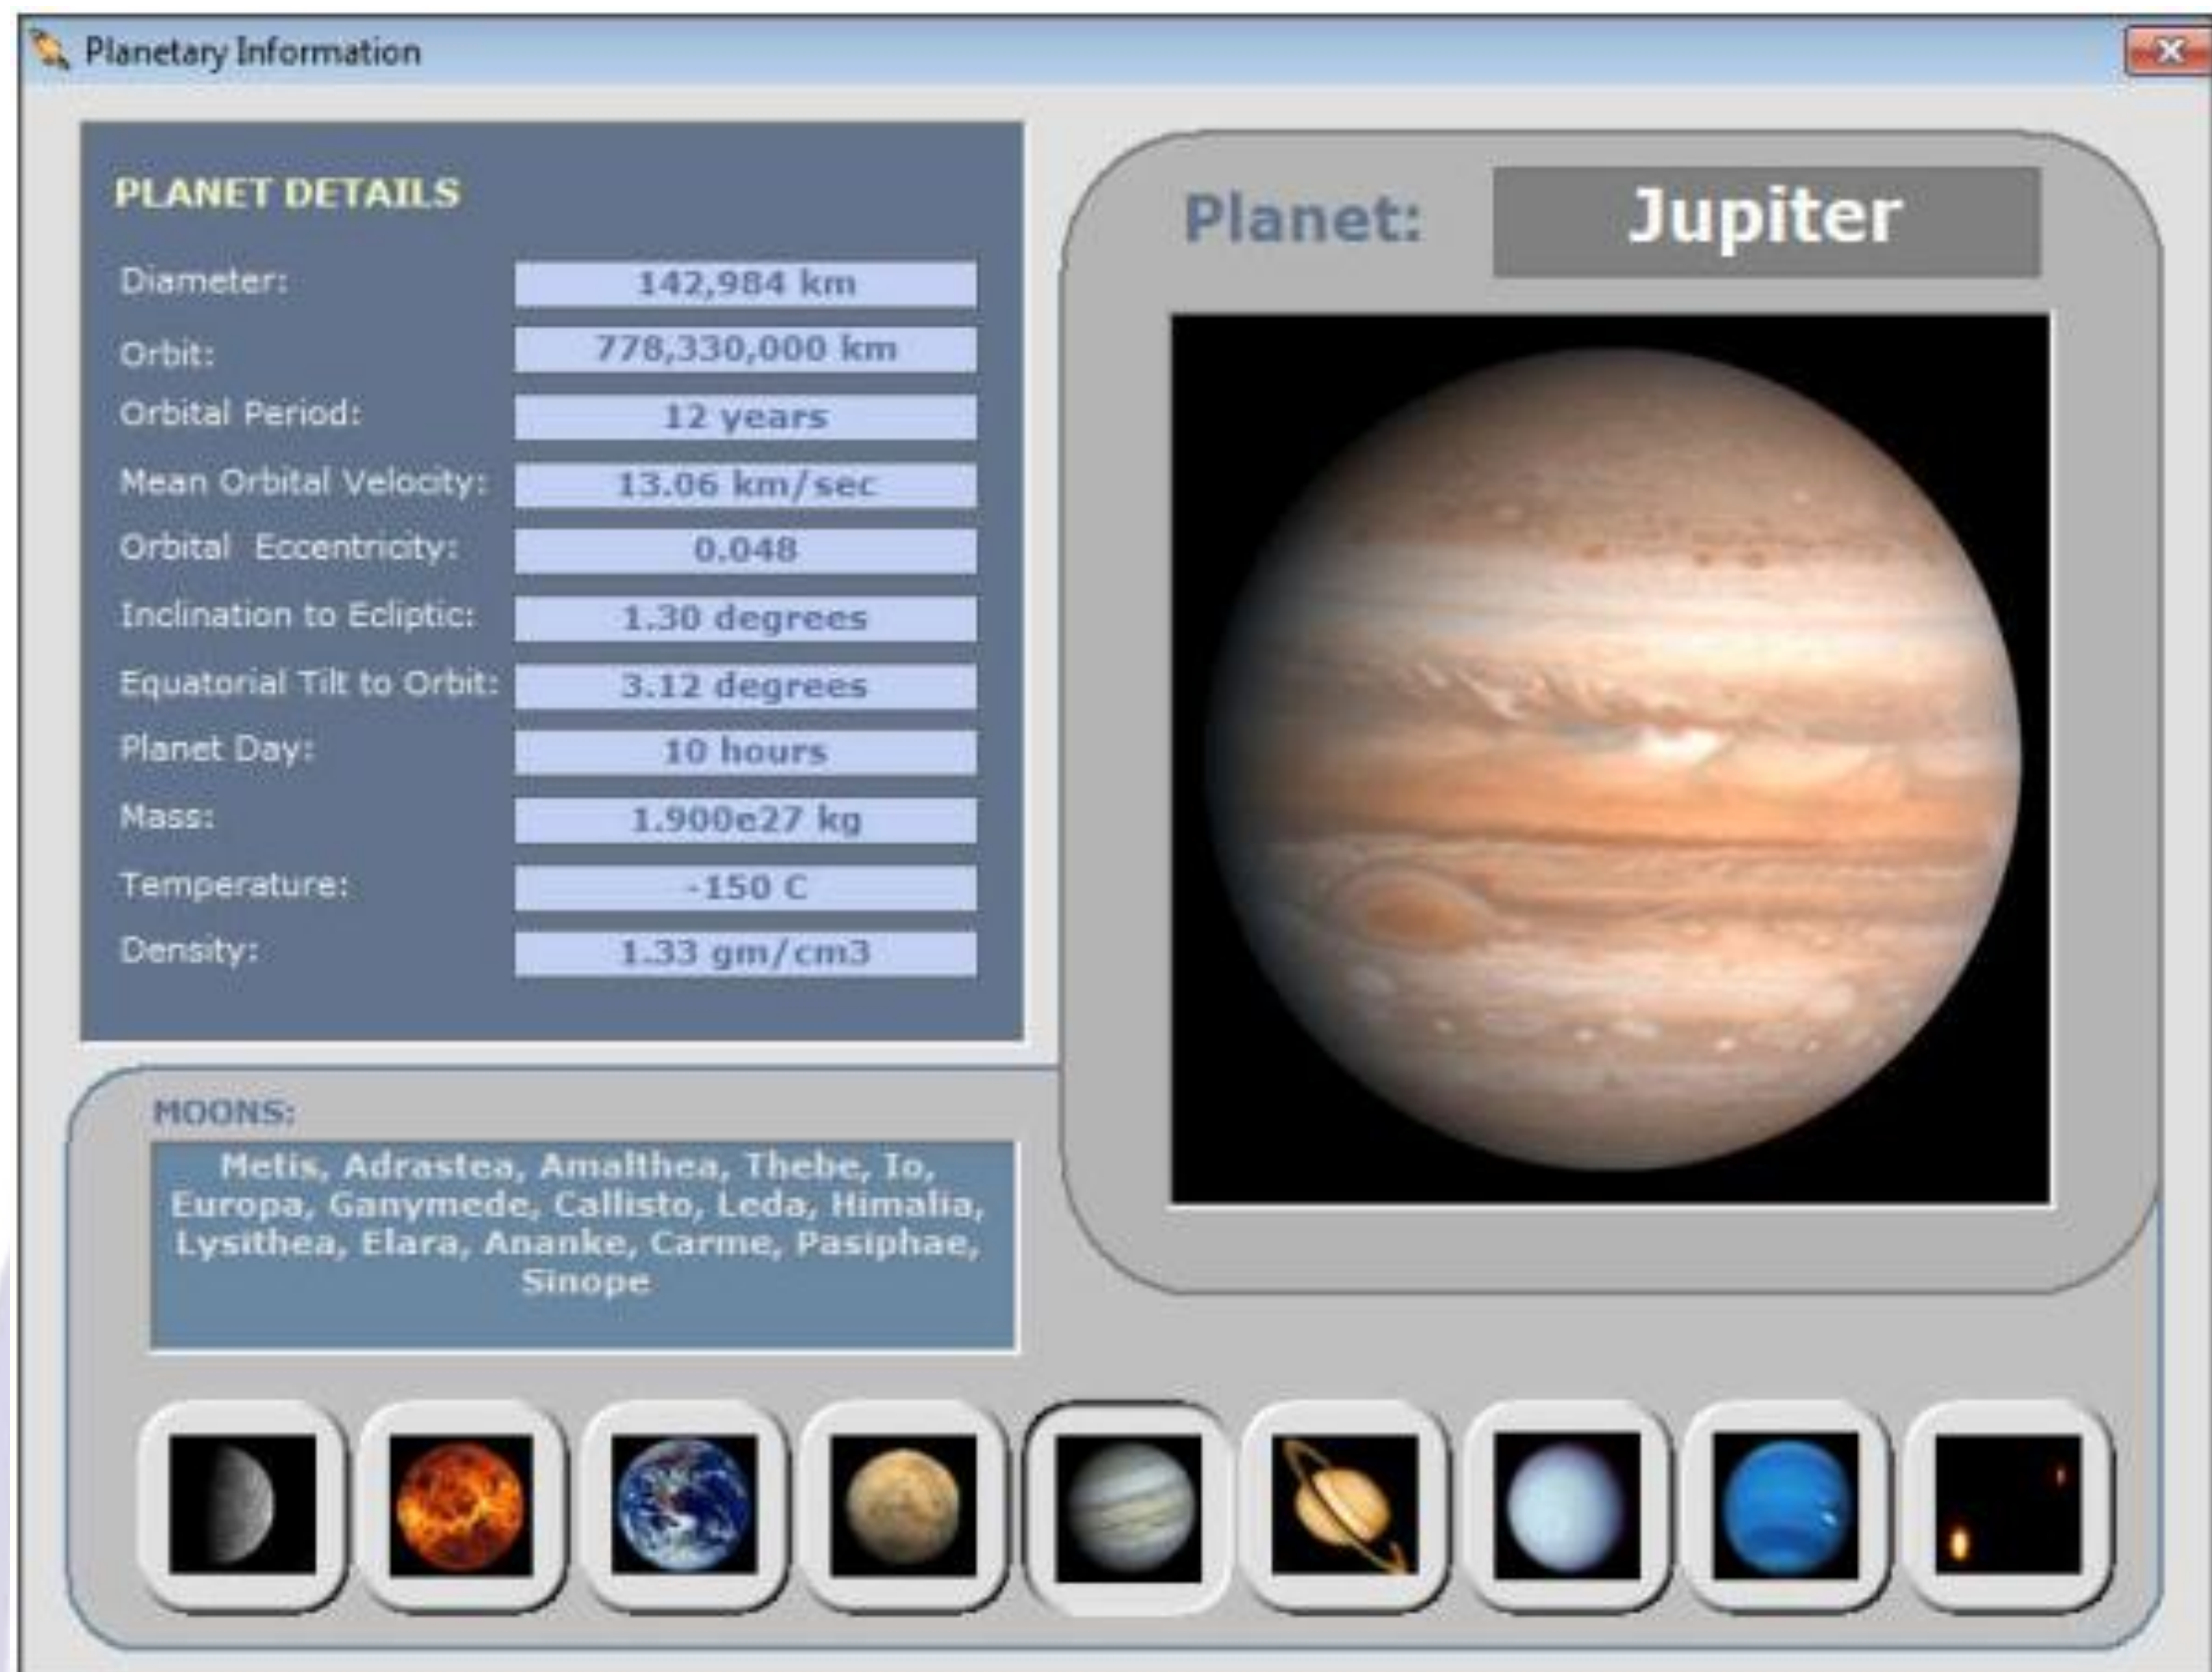 Planetary Information
PLANET DETAILS
Diameter: 142,984 km
Orbit: 778,330,000 km
Orbital Period: 12 years
Mean Orbital Velocity: 13.06 km/sec
Orbital Eccentricity: 0.048
Inclination to Ecliptic: 1.30 degrees
Equatorial Tilt to Orbit: 3.12 degrees
Planet Day: 10 hours
Mass: 1.900e27 kg
Temperature: -150 C
Density: 1.33 gm/cm3
Planet: Jupiter
MOONS:
Metis, Adrastea, Amalthea, Thebe, Io,
Europa, Ganymede, Callisto, Leda, Himalia,
Lysithea, Elara, Ananke, Carme, Pasiphae,
Sinope